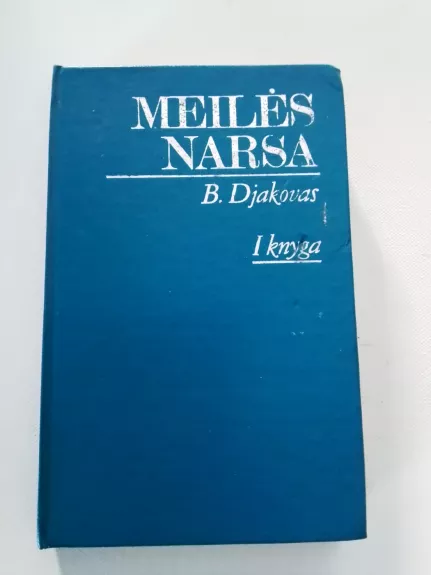 MEILĖS
NARSA
B. Djakovas
I knyga